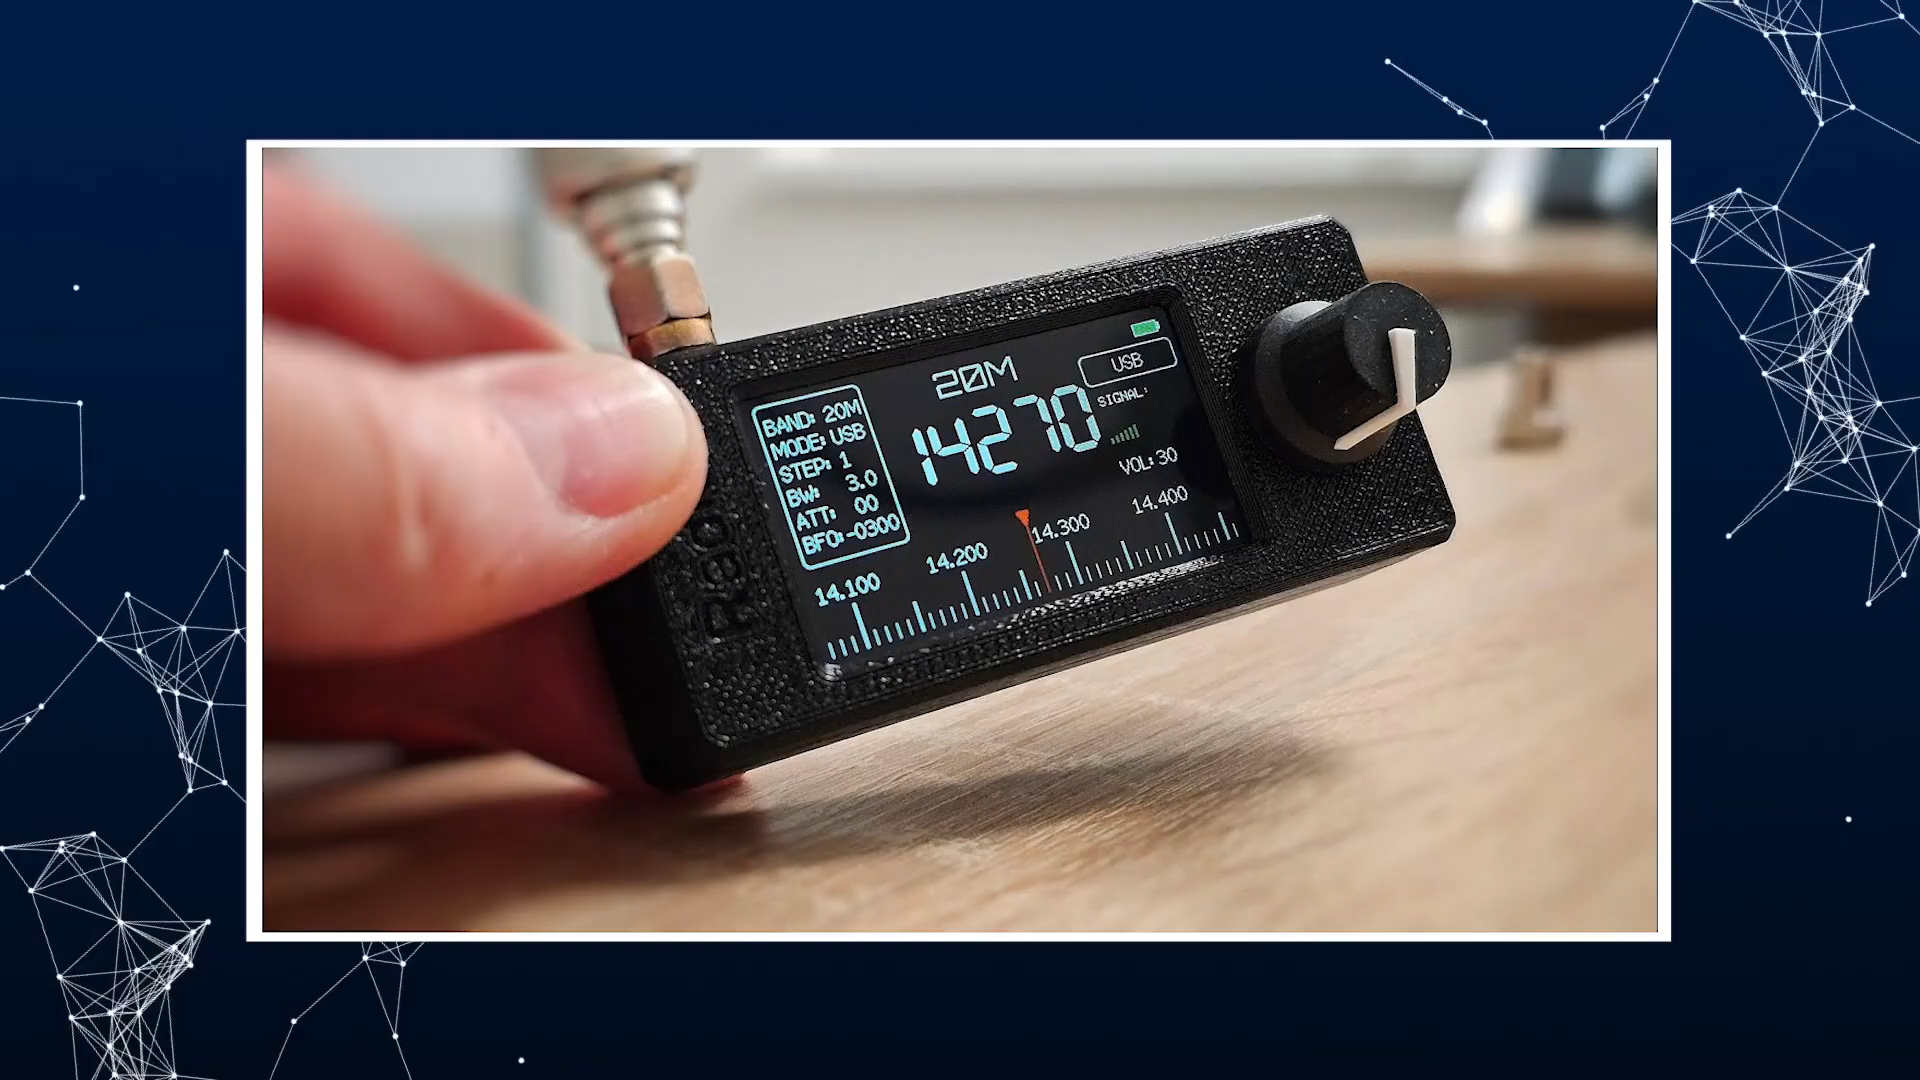 20M
USB
14270
SIGNAL:
BAND: 20M
MODE: USB
STEP: 1
BW: 3.0
ATT: 00
BFO:-0300
VOL: 30
14.100
14.200
14.300
14.400